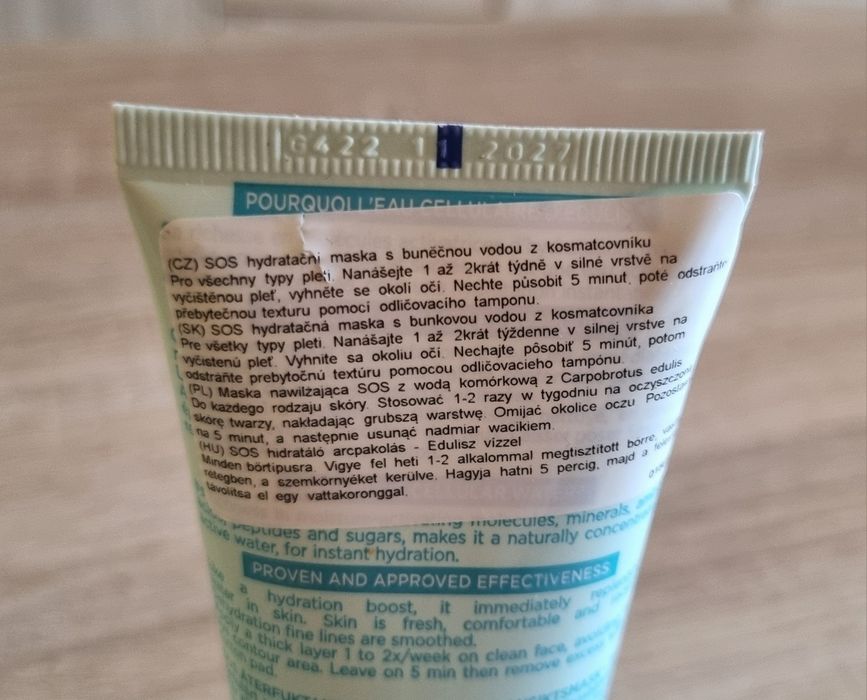 G422 11 2027
POURQUOI L'EAU CELLULAIRE
(CZ) SOS hydratační maska s buněčnou vodou z kosmatcovníku
Pro všechny typy pleti. Nanášejte 1 až 2krát týdně v silné vrstvě na
vyčištěnou pleť, vyhněte se okolí očí. Nechte působit 5 minut, poté odstraňte
přebytečnou texturu pomocí odličovacího tamponu.
(SK) SOS hydratačná maska s bunkovou vodou z kosmatcovníka
Pre všetky typy pleti. Nanášajte 1 až 2krát týždenne v silnej vrstve na
vyčistenú pleť. Vyhnite sa okoliu očí. Nechajte pôsobiť 5 minút, potom
odstráňte prebytočnú textúru pomocou odličovacieho tampónu.
(PL) Maska nawilżająca SOS z wodą komórkową z Carpobrotus edulis
Do każdego rodzaju skóry. Stosować 1-2 razy w tygodniu na oczyszczoną
skórę twarzy, nakładając grubszą warstwę. Omijać okolice oczu.
na 5 minut, a następnie usunąć nadmiar wacikiem.
(HU) SOS hidratáló arcpakolás - Edulisz vízzel
Minden bőrtípusra. Vigye fel heti 1-2 alkalommal megtisztított bőrre,
rétegben, a szemkörnyéket kerülve. Hagyja hatni 5 percig, majd a
távolítsa el egy vattakoronggal.
CELLULAR WATER
molecules, minerals,
peptides and sugars, makes it a naturally
water, for instant hydration.
PROVEN AND APPROVED EFFECTIVENESS
a hydration boost, it immediately
in skin. Skin is fresh, comfortable and
fine lines are smoothed.
a thick layer 1 to 2x/week on clean face,
contour area. Leave on 5 min then remove excess
pad.